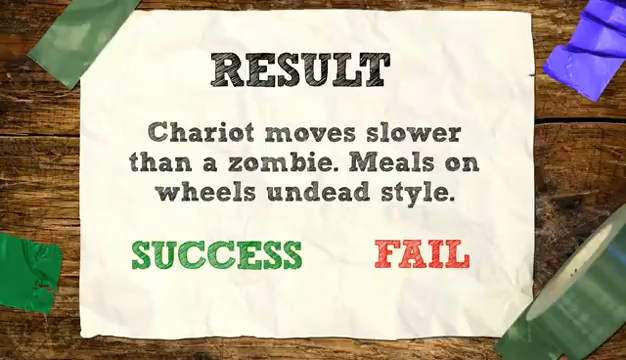 RESULT
Chariot moves slower
than a zombie. Meals on
wheels undead style.
SUCCESS FAIL